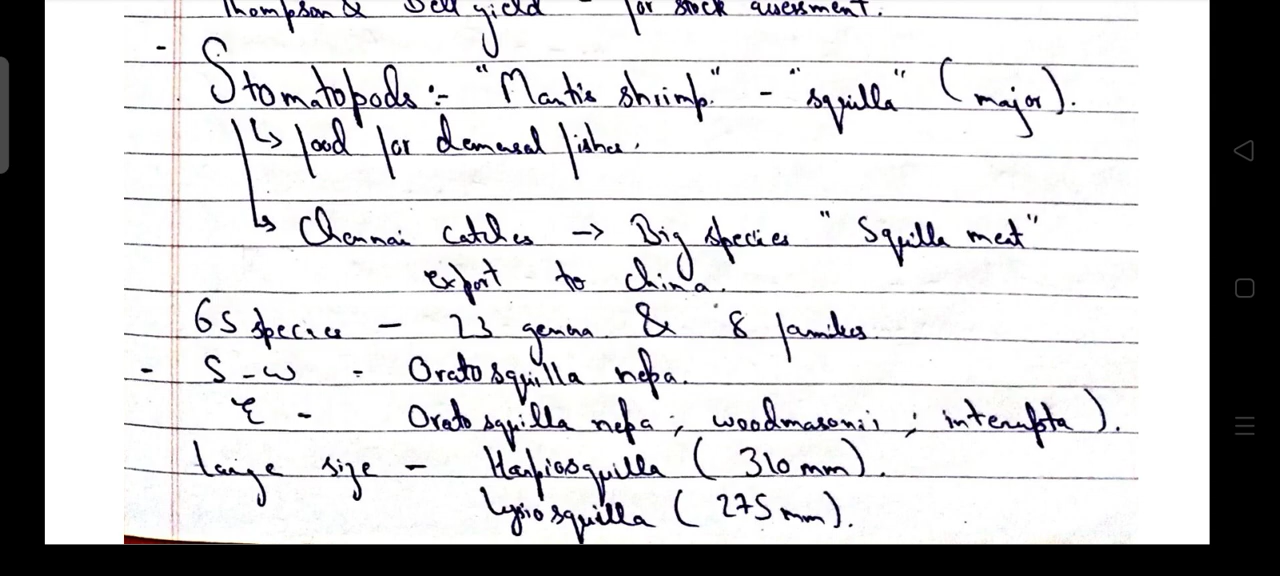 Thompson & Bell yield - for stock assessment.
- Stomatopods :- "Mantis shrimp" - "squilla" (major).
↳ food for demersal fishes.
↳ Chennai catches → Big species "Squilla meat"
export to china.
65 species - 23 genera & 8 families.
- S-W - Oratosquilla nepa.
E - Oratosquilla nepa ; woodmasonii ; interrupta ).
large size - Harpiosquilla ( 310 mm).
Lysiosquilla ( 275 mm).